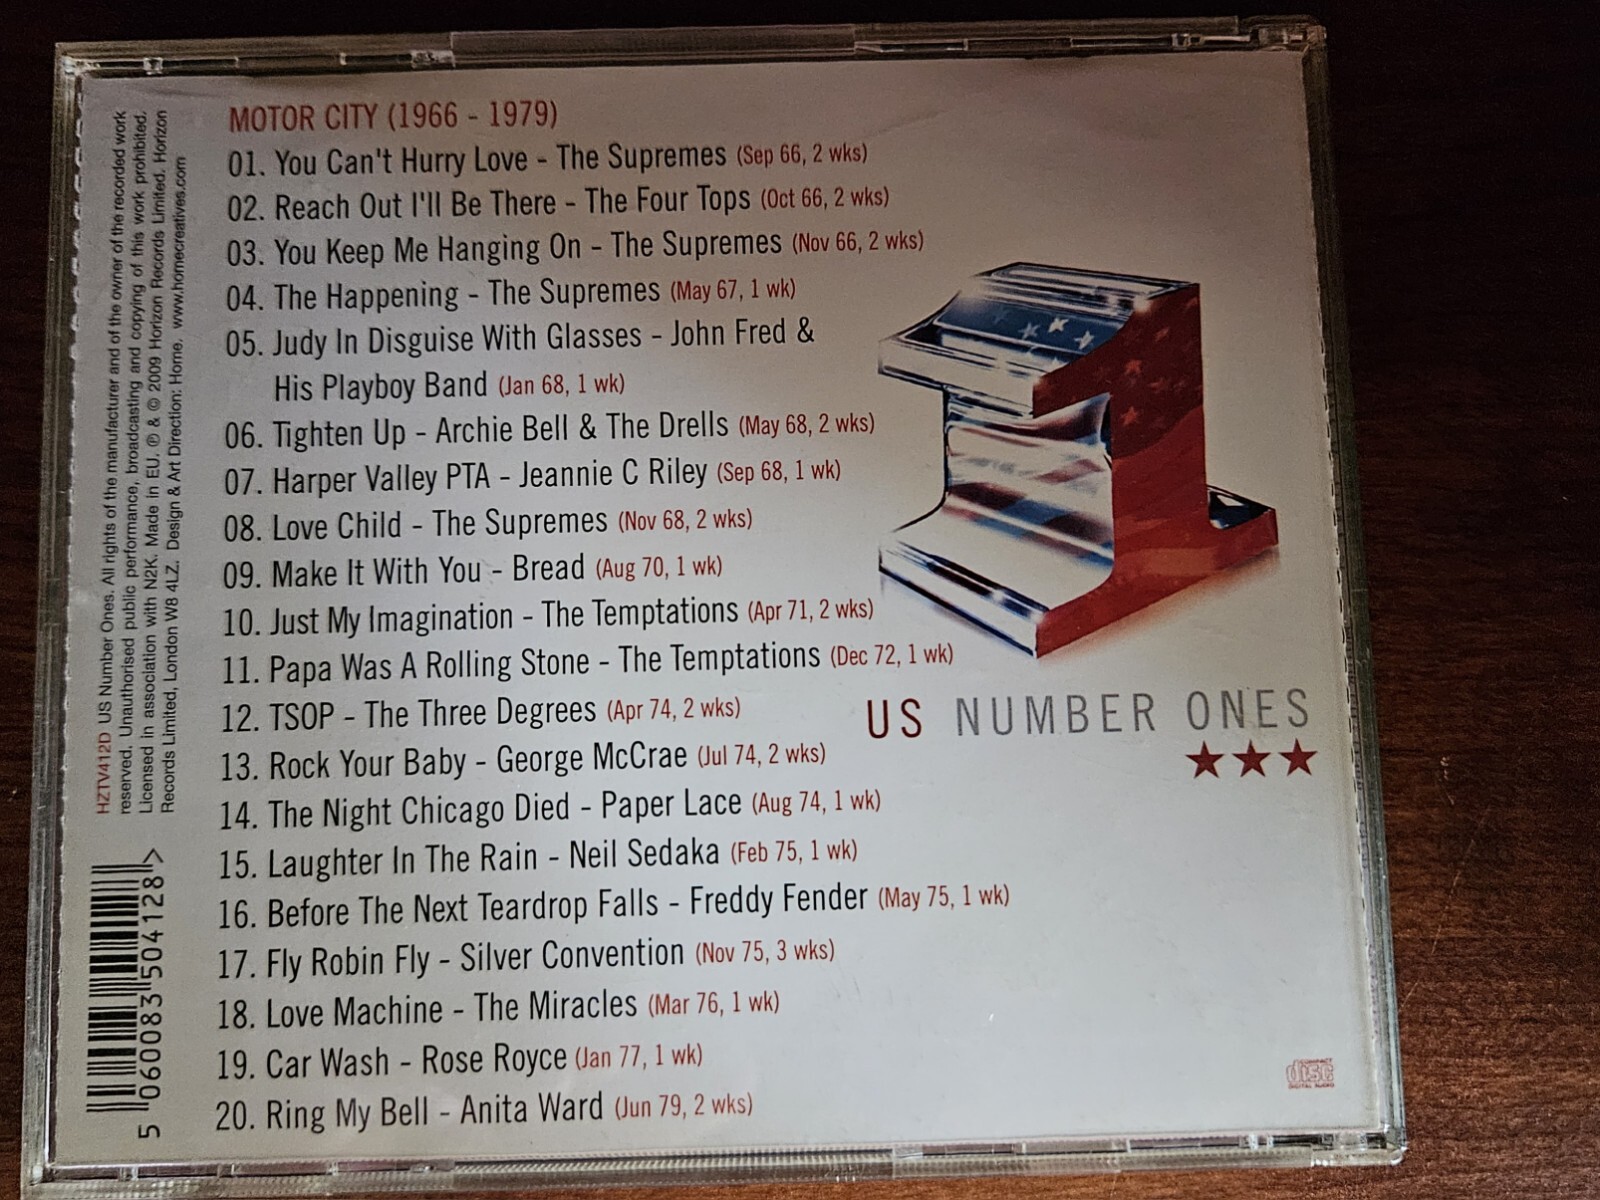 MOTOR CITY (1966 - 1979)
01. You Can't Hurry Love - The Supremes (Sep 66, 2 wks)
02. Reach Out I'll Be There - The Four Tops (Oct 66, 2 wks)
03. You Keep Me Hanging On - The Supremes (Nov 66, 2 wks)
04. The Happening - The Supremes (May 67, 1 wk)
05. Judy In Disguise With Glasses - John Fred &
His Playboy Band (Jan 68, 1 wk)
06. Tighten Up - Archie Bell & The Drells (May 68, 2 wks)
07. Harper Valley PTA - Jeannie C Riley (Sep 68, 1 wk)
08. Love Child - The Supremes (Nov 68, 2 wks)
09. Make It With You - Bread (Aug 70, 1 wk)
10. Just My Imagination - The Temptations (Apr 71, 2 wks)
11. Papa Was A Rolling Stone - The Temptations (Dec 72, 1 wk)
12. TSOP - The Three Degrees (Apr 74, 2 wks)
13. Rock Your Baby - George McCrae (Jul 74, 2 wks)
14. The Night Chicago Died - Paper Lace (Aug 74, 1 wk)
15. Laughter In The Rain - Neil Sedaka (Feb 75, 1 wk)
16. Before The Next Teardrop Falls - Freddy Fender (May 75, 1 wk)
17. Fly Robin Fly - Silver Convention (Nov 75, 3 wks)
18. Love Machine - The Miracles (Mar 76, 1 wk)
19. Car Wash - Rose Royce (Jan 77, 1 wk)
20. Ring My Bell - Anita Ward (Jun 79, 2 wks)
US NUMBER ONES
HZTV412D US Number Ones. All rights of the manufacturer and of the owner of the recorded work
reserved. Unauthorised public performance, broadcasting and copying of this work prohibited.
Licensed in association with N2K. Made in EU. ℗ & © 2009 Horizon Records Limited. Horizon
Records Limited, London W8 4LZ. Design & Art Direction: Home. www.homecreatives.com
5 060083 504128 >
COMPACT
disc
DIGITAL AUDIO